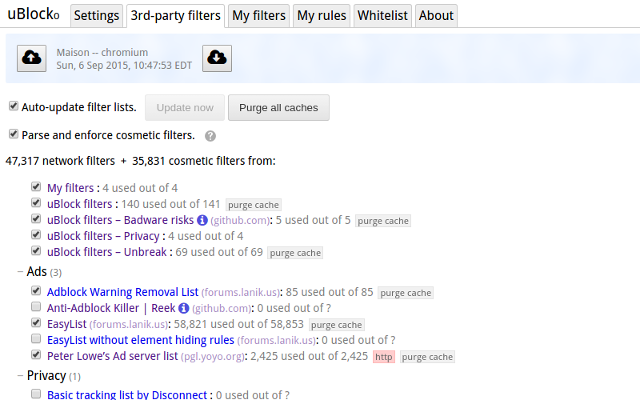 uBlock₀ Settings 3rd-party filters My filters My rules Whitelist About
Maison -- chromium
Sun, 6 Sep 2015, 10:47:53 EDT
Auto-update filter lists. Update now Purge all caches
Parse and enforce cosmetic filters. ?
47,317 network filters + 35,831 cosmetic filters from:
My filters : 4 used out of 4
uBlock filters : 140 used out of 141 purge cache
uBlock filters – Badware risks i (github.com): 5 used out of 5 purge cache
uBlock filters – Privacy : 4 used out of 4
uBlock filters – Unbreak : 69 used out of 69 purge cache
− Ads (3)
Adblock Warning Removal List (forums.lanik.us): 85 used out of 85 purge cache
Anti-Adblock Killer | Reek i (github.com): 0 used out of ?
EasyList (forums.lanik.us): 58,821 used out of 58,853 purge cache
EasyList without element hiding rules (forums.lanik.us): 0 used out of ?
Peter Lowe’s Ad server list (pgl.yoyo.org): 2,425 used out of 2,425 http purge cache
− Privacy (1)
Basic tracking list by Disconnect : 0 used out of ?